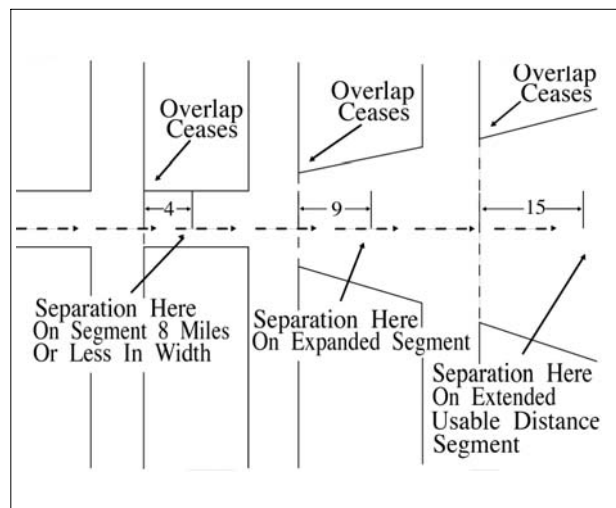 Overlap
Ceases
Overlap
Ceases
Overlap
Ceases
4
9
15
Separation Here
On Segment 8 Miles
Or Less In Width
Separation Here
On Expanded Segment
Separation Here
On Extended
Usable Distance
Segment